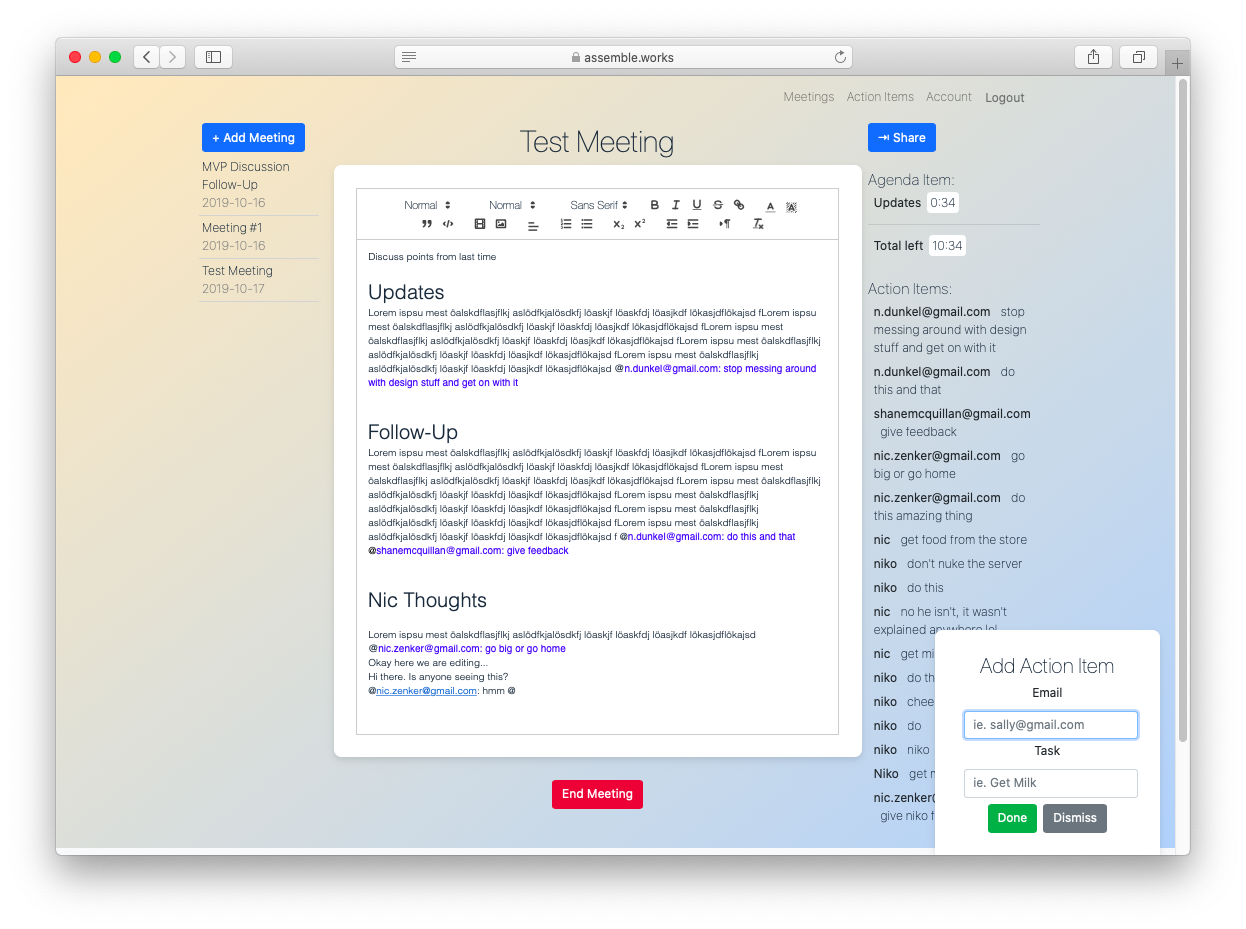 assemble.works
Meetings Action Items Account Logout
+ Add Meeting
MVP Discussion
Follow-Up
2019-10-16
Meeting #1
2019-10-16
Test Meeting
2019-10-17
Test Meeting
Normal Normal Sans Serif
Discuss points from last time
Updates
Lorem ispsu mest öalskdflasjflkj aslödfkjalösdkfj löaskjf löaskfdj löasjkdf lökasjdflökajsd fLorem ispsu
mest öalskdflasjflkj aslödfkjalösdkfj löaskjf löaskfdj löasjkdf lökasjdflökajsd fLorem ispsu mest
öalskdflasjflkj aslödfkjalösdkfj löaskjf löaskfdj löasjkdf lökasjdflökajsd fLorem ispsu mest öalskdflasjflkj
aslödfkjalösdkfj löaskjf löaskfdj löasjkdf lökasjdflökajsd fLorem ispsu mest öalskdflasjflkj
aslödfkjalösdkfj löaskjf löaskfdj löasjkdf lökasjdflökajsd @n.dunkel@gmail.com: stop messing around
with design stuff and get on with it
Follow-Up
Lorem ispsu mest öalskdflasjflkj aslödfkjalösdkfj löaskjf löaskfdj löasjkdf lökasjdflökajsd fLorem ispsu
mest öalskdflasjflkj aslödfkjalösdkfj löaskjf löaskfdj löasjkdf lökasjdflökajsd fLorem ispsu mest
öalskdflasjflkj aslödfkjalösdkfj löaskjf löaskfdj löasjkdf lökasjdflökajsd fLorem ispsu mest öalskdflasjflkj
aslödfkjalösdkfj löaskjf löaskfdj löasjkdf lökasjdflökajsd fLorem ispsu mest öalskdflasjflkj
aslödfkjalösdkfj löaskjf löaskfdj löasjkdf lökasjdflökajsd fLorem ispsu mest öalskdflasjflkj
aslödfkjalösdkfj löaskjf löaskfdj löasjkdf lökasjdflökajsd fLorem ispsu mest öalskdflasjflkj
aslödfkjalösdkfj löaskjf löaskfdj löasjkdf lökasjdflökajsd f @n.dunkel@gmail.com: do this and that
@shanemcquillan@gmail.com: give feedback
Nic Thoughts
Lorem ispsu mest öalskdflasjflkj aslödfkjalösdkfj löaskjf löaskfdj löasjkdf lökasjdflökajsd
@nic.zenker@gmail.com: go big or go home
Okay here we are editing...
Hi there. Is anyone seeing this?
@nic.zenker@gmail.com: hmm @
End Meeting
⇥ Share
Agenda Item:
Updates 0:34
Total left 10:34
Action Items:
n.dunkel@gmail.com stop
messing around with design
stuff and get on with it
n.dunkel@gmail.com do
this and that
shanemcquillan@gmail.com
give feedback
nic.zenker@gmail.com go
big or go home
nic.zenker@gmail.com do
this amazing thing
nic get food from the store
niko don't nuke the server
niko do this
nic no he isn't, it wasn't
explained anywhere lol
nic get mi
niko do th
niko chee
niko do
niko niko
Niko get
nic.zenker@
give niko f
Add Action Item
Email
ie. sally@gmail.com
Task
ie. Get Milk
Done Dismiss